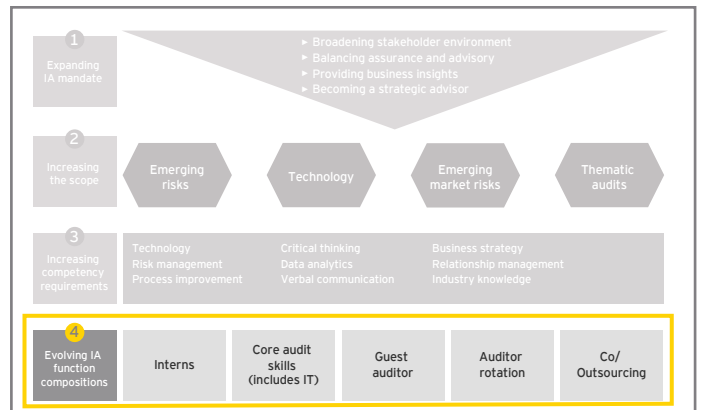 1
Expanding
IA mandate
► Broadening stakeholder environment
► Balancing assurance and advisory
► Providing business insights
► Becoming a strategic advisor
2
Increasing
the scope
Emerging
risks
Technology
Emerging
market risks
Thematic
audits
3
Increasing
competency
requirements
Technology
Risk management
Process improvement
Critical thinking
Data analytics
Verbal communication
Business strategy
Relationship management
Industry knowledge
4
Evolving IA
function
compositions
Interns
Core audit
skills
(includes IT)
Guest
auditor
Auditor
rotation
Co/
Outsourcing